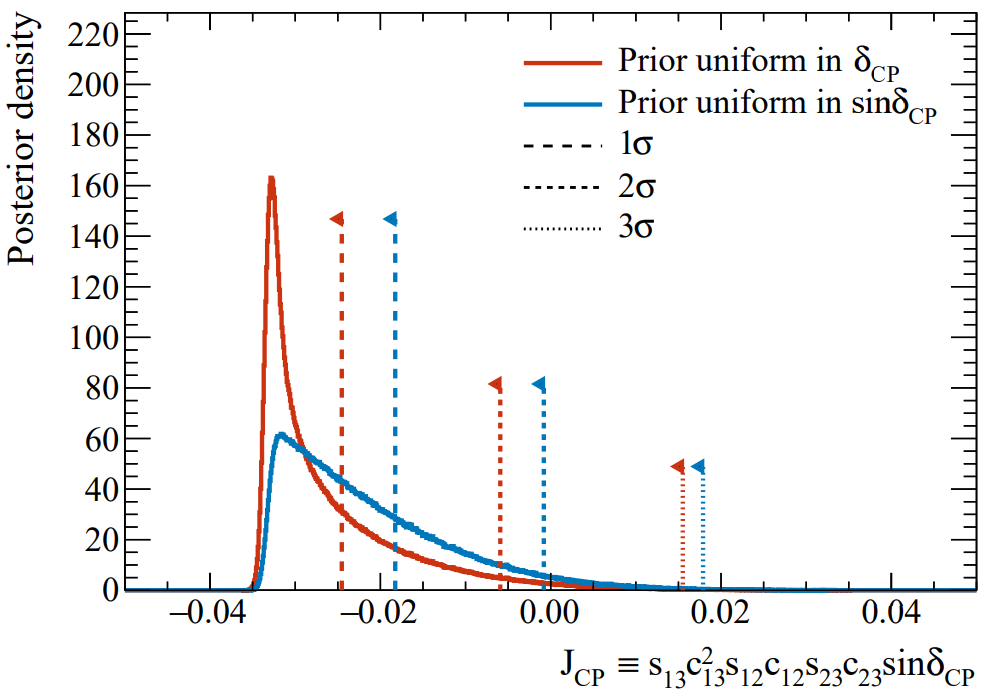 Posterior density
220
200
180
160
140
120
100
80
60
40
20
0
Prior uniform in δCP
Prior uniform in sinδCP
1σ
2σ
3σ
−0.04 −0.02 0.00 0.02 0.04
JCP ≡ s13c²13s12c12s23c23sinδCP